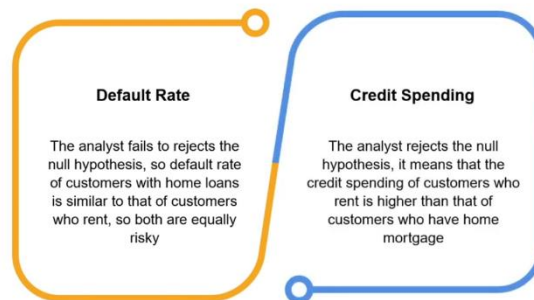 Default Rate
The analyst fails to rejects the
null hypothesis, so default rate
of customers with home loans
is similar to that of customers
who rent, so both are equally
risky
Credit Spending
The analyst rejects the null
hypothesis, it means that the
credit spending of customers who
rent is higher than that of
customers who have home
mortgage